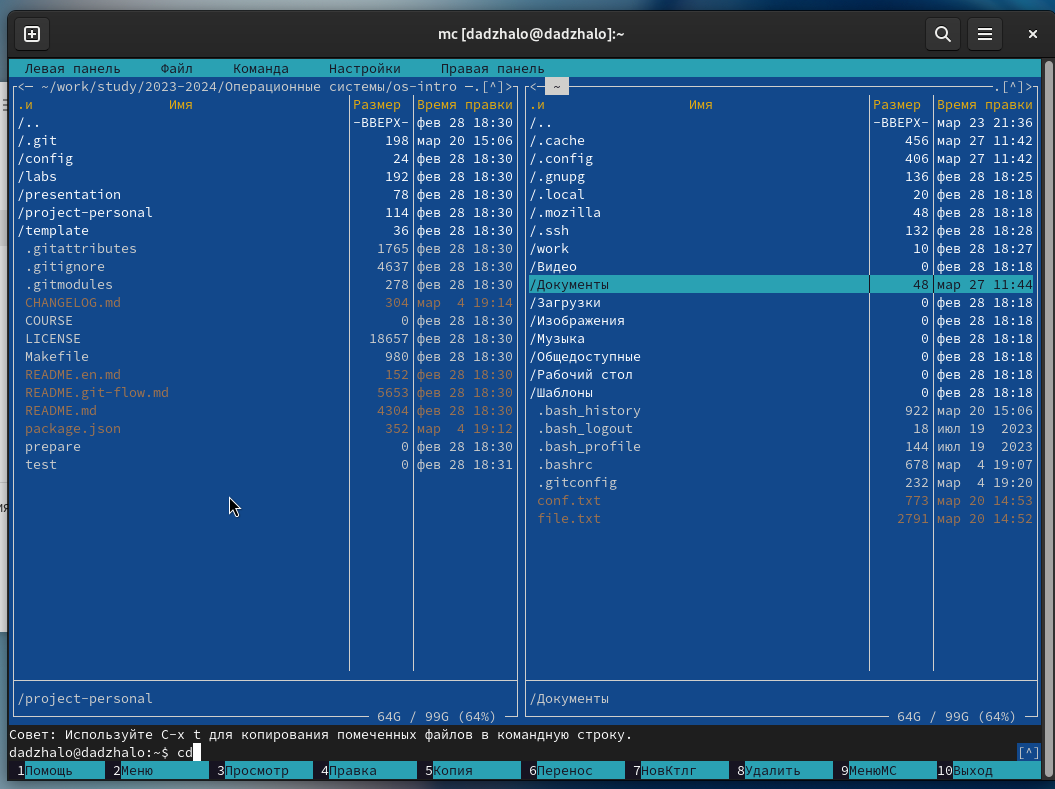 mc [dadzhalo@dadzhalo]:~
Левая панель Файл Команда Настройки Правая панель
<— ~/work/study/2023-2024/Операционные системы/os-intro —.[^]>
.и Имя Размер Время правки
/.. -ВВЕРХ- фев 28 18:30
/.git 198 мар 20 15:06
/config 24 фев 28 18:30
/labs 192 фев 28 18:30
/presentation 78 фев 28 18:30
/project-personal 114 фев 28 18:30
/template 36 фев 28 18:30
.gitattributes 1765 фев 28 18:30
.gitignore 4637 фев 28 18:30
.gitmodules 278 фев 28 18:30
CHANGELOG.md 304 мар 4 19:14
COURSE 0 фев 28 18:30
LICENSE 18657 фев 28 18:30
Makefile 980 фев 28 18:30
README.en.md 152 фев 28 18:30
README.git-flow.md 5653 фев 28 18:30
README.md 4304 фев 28 18:30
package.json 352 мар 4 19:12
prepare 0 фев 28 18:30
test 0 фев 28 18:31
/project-personal
64G / 99G (64%)
<— ~ .[^]>
.и Имя Размер Время правки
/.. -ВВЕРХ- мар 23 21:36
/.cache 456 мар 27 11:42
/.config 406 мар 27 11:42
/.gnupg 136 фев 28 18:25
/.local 20 фев 28 18:18
/.mozilla 48 фев 28 18:18
/.ssh 132 фев 28 18:28
/work 10 фев 28 18:27
/Видео 0 фев 28 18:18
/Документы 48 мар 27 11:44
/Загрузки 0 фев 28 18:18
/Изображения 0 фев 28 18:18
/Музыка 0 фев 28 18:18
/Общедоступные 0 фев 28 18:18
/Рабочий стол 0 фев 28 18:18
/Шаблоны 0 фев 28 18:18
.bash_history 922 мар 20 15:06
.bash_logout 18 июл 19 2023
.bash_profile 144 июл 19 2023
.bashrc 678 мар 4 19:07
.gitconfig 232 мар 4 19:20
conf.txt 773 мар 20 14:53
file.txt 2791 мар 20 14:52
/Документы
64G / 99G (64%)
Совет: Используйте C-x t для копирования помеченных файлов в командную строку.
dadzhalo@dadzhalo:~$ cd [^]
1Помощь 2Меню 3Просмотр 4Правка 5Копия 6Перенос 7НовКтлг 8Удалить 9МенюMC 10Выход